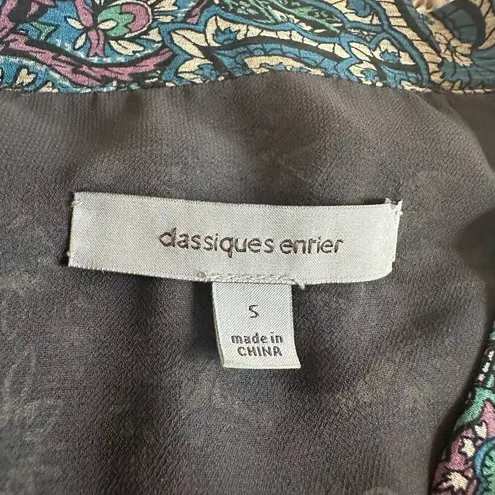 classiques entier
S
made in
CHINA